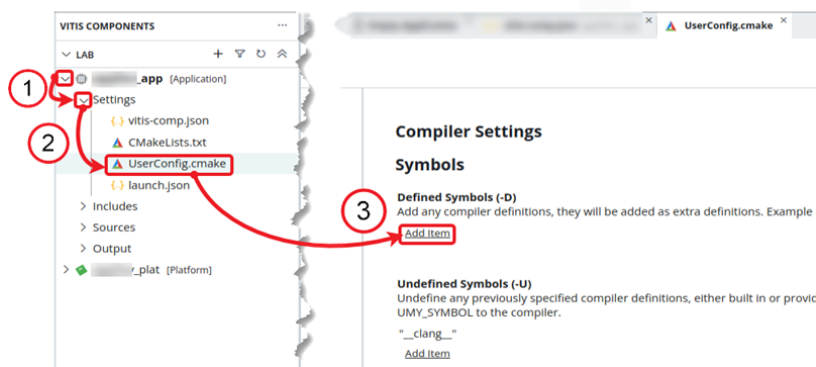 VITIS COMPONENTS
LAB
_app [Application]
Settings
vitis-comp.json
CMakeLists.txt
UserConfig.cmake
launch.json
Includes
Sources
Output
_plat [Platform]
1
2
UserConfig.cmake
Compiler Settings
Symbols
Defined Symbols (-D)
Add any compiler definitions, they will be added as extra definitions. Example
3
Add Item
Undefined Symbols (-U)
Undefine any previously specified compiler definitions, either built in or provid
UMY_SYMBOL to the compiler.
"__clang__"
Add Item